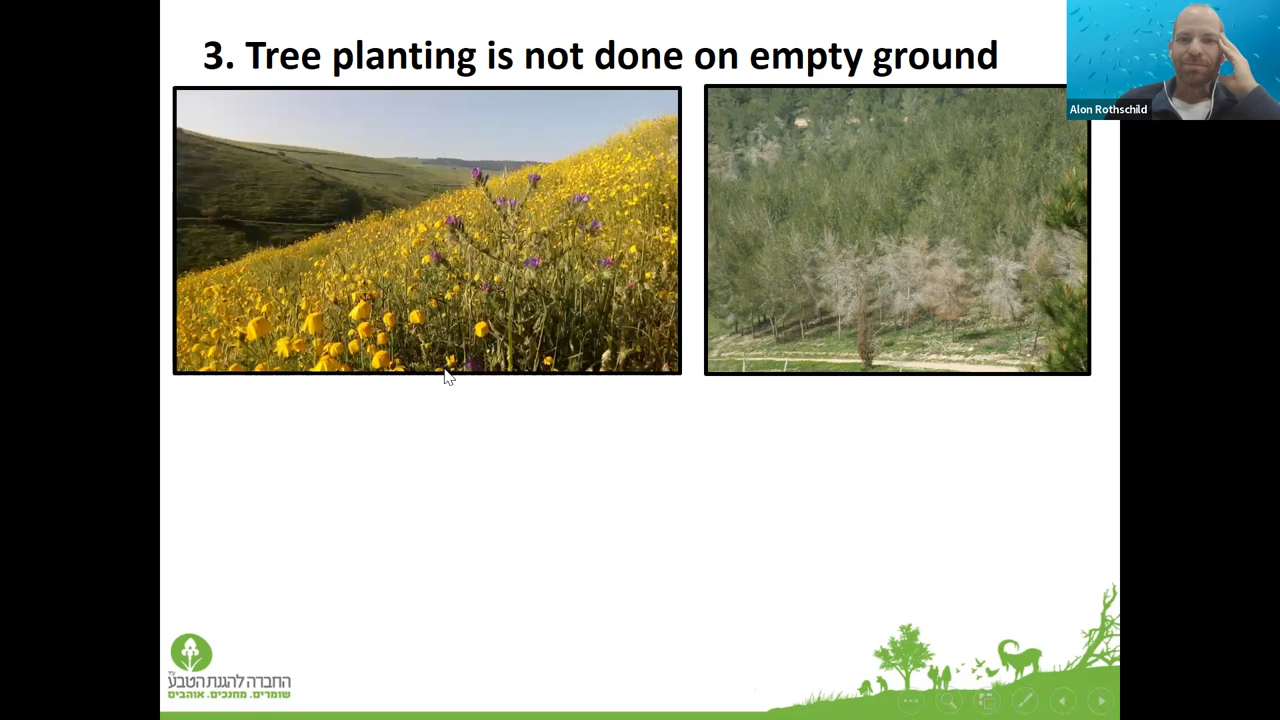 3. Tree planting is not done on empty ground
Alon Rothschild
החברה להגנת הטבע
שומרים. מחנכים. אוהבים